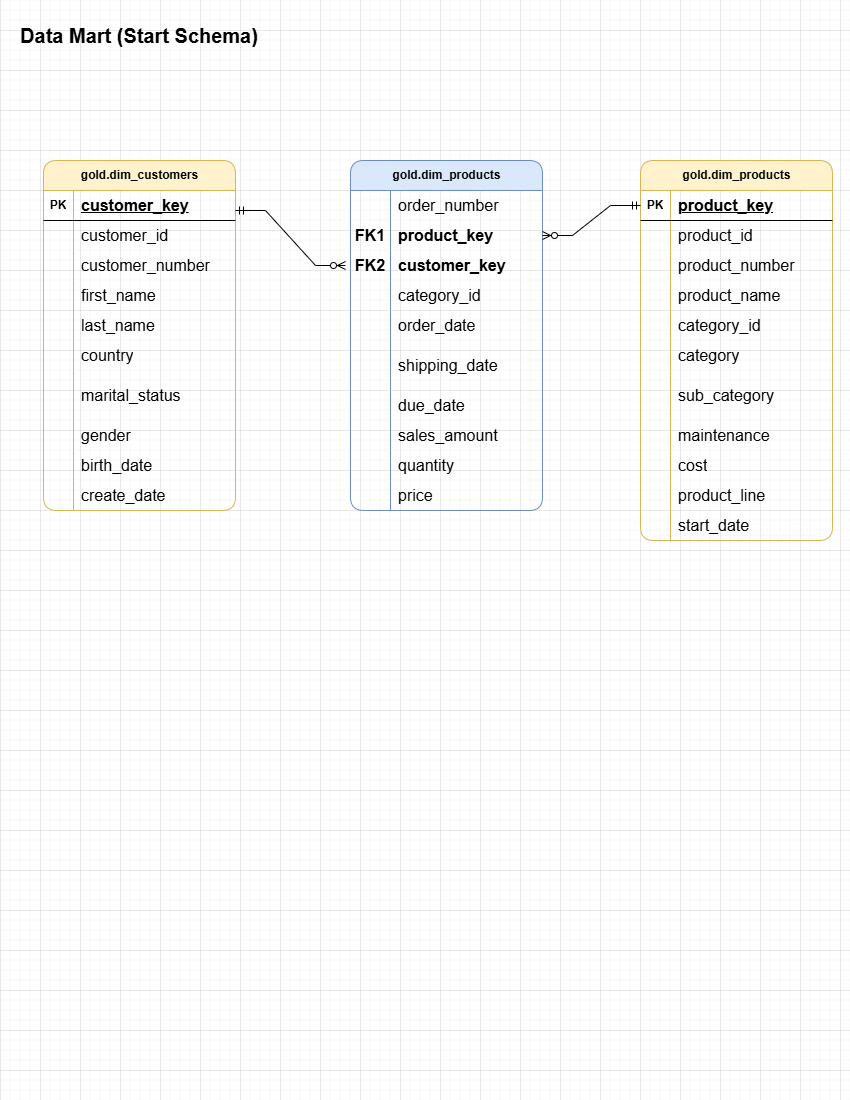 Data Mart (Start Schema)
gold.dim_customers
PK customer_key
customer_id
customer_number
first_name
last_name
country
marital_status
gender
birth_date
create_date
gold.dim_products
order_number
FK1 product_key
FK2 customer_key
category_id
order_date
shipping_date
due_date
sales_amount
quantity
price
gold.dim_products
PK product_key
product_id
product_number
product_name
category_id
category
sub_category
maintenance
cost
product_line
start_date